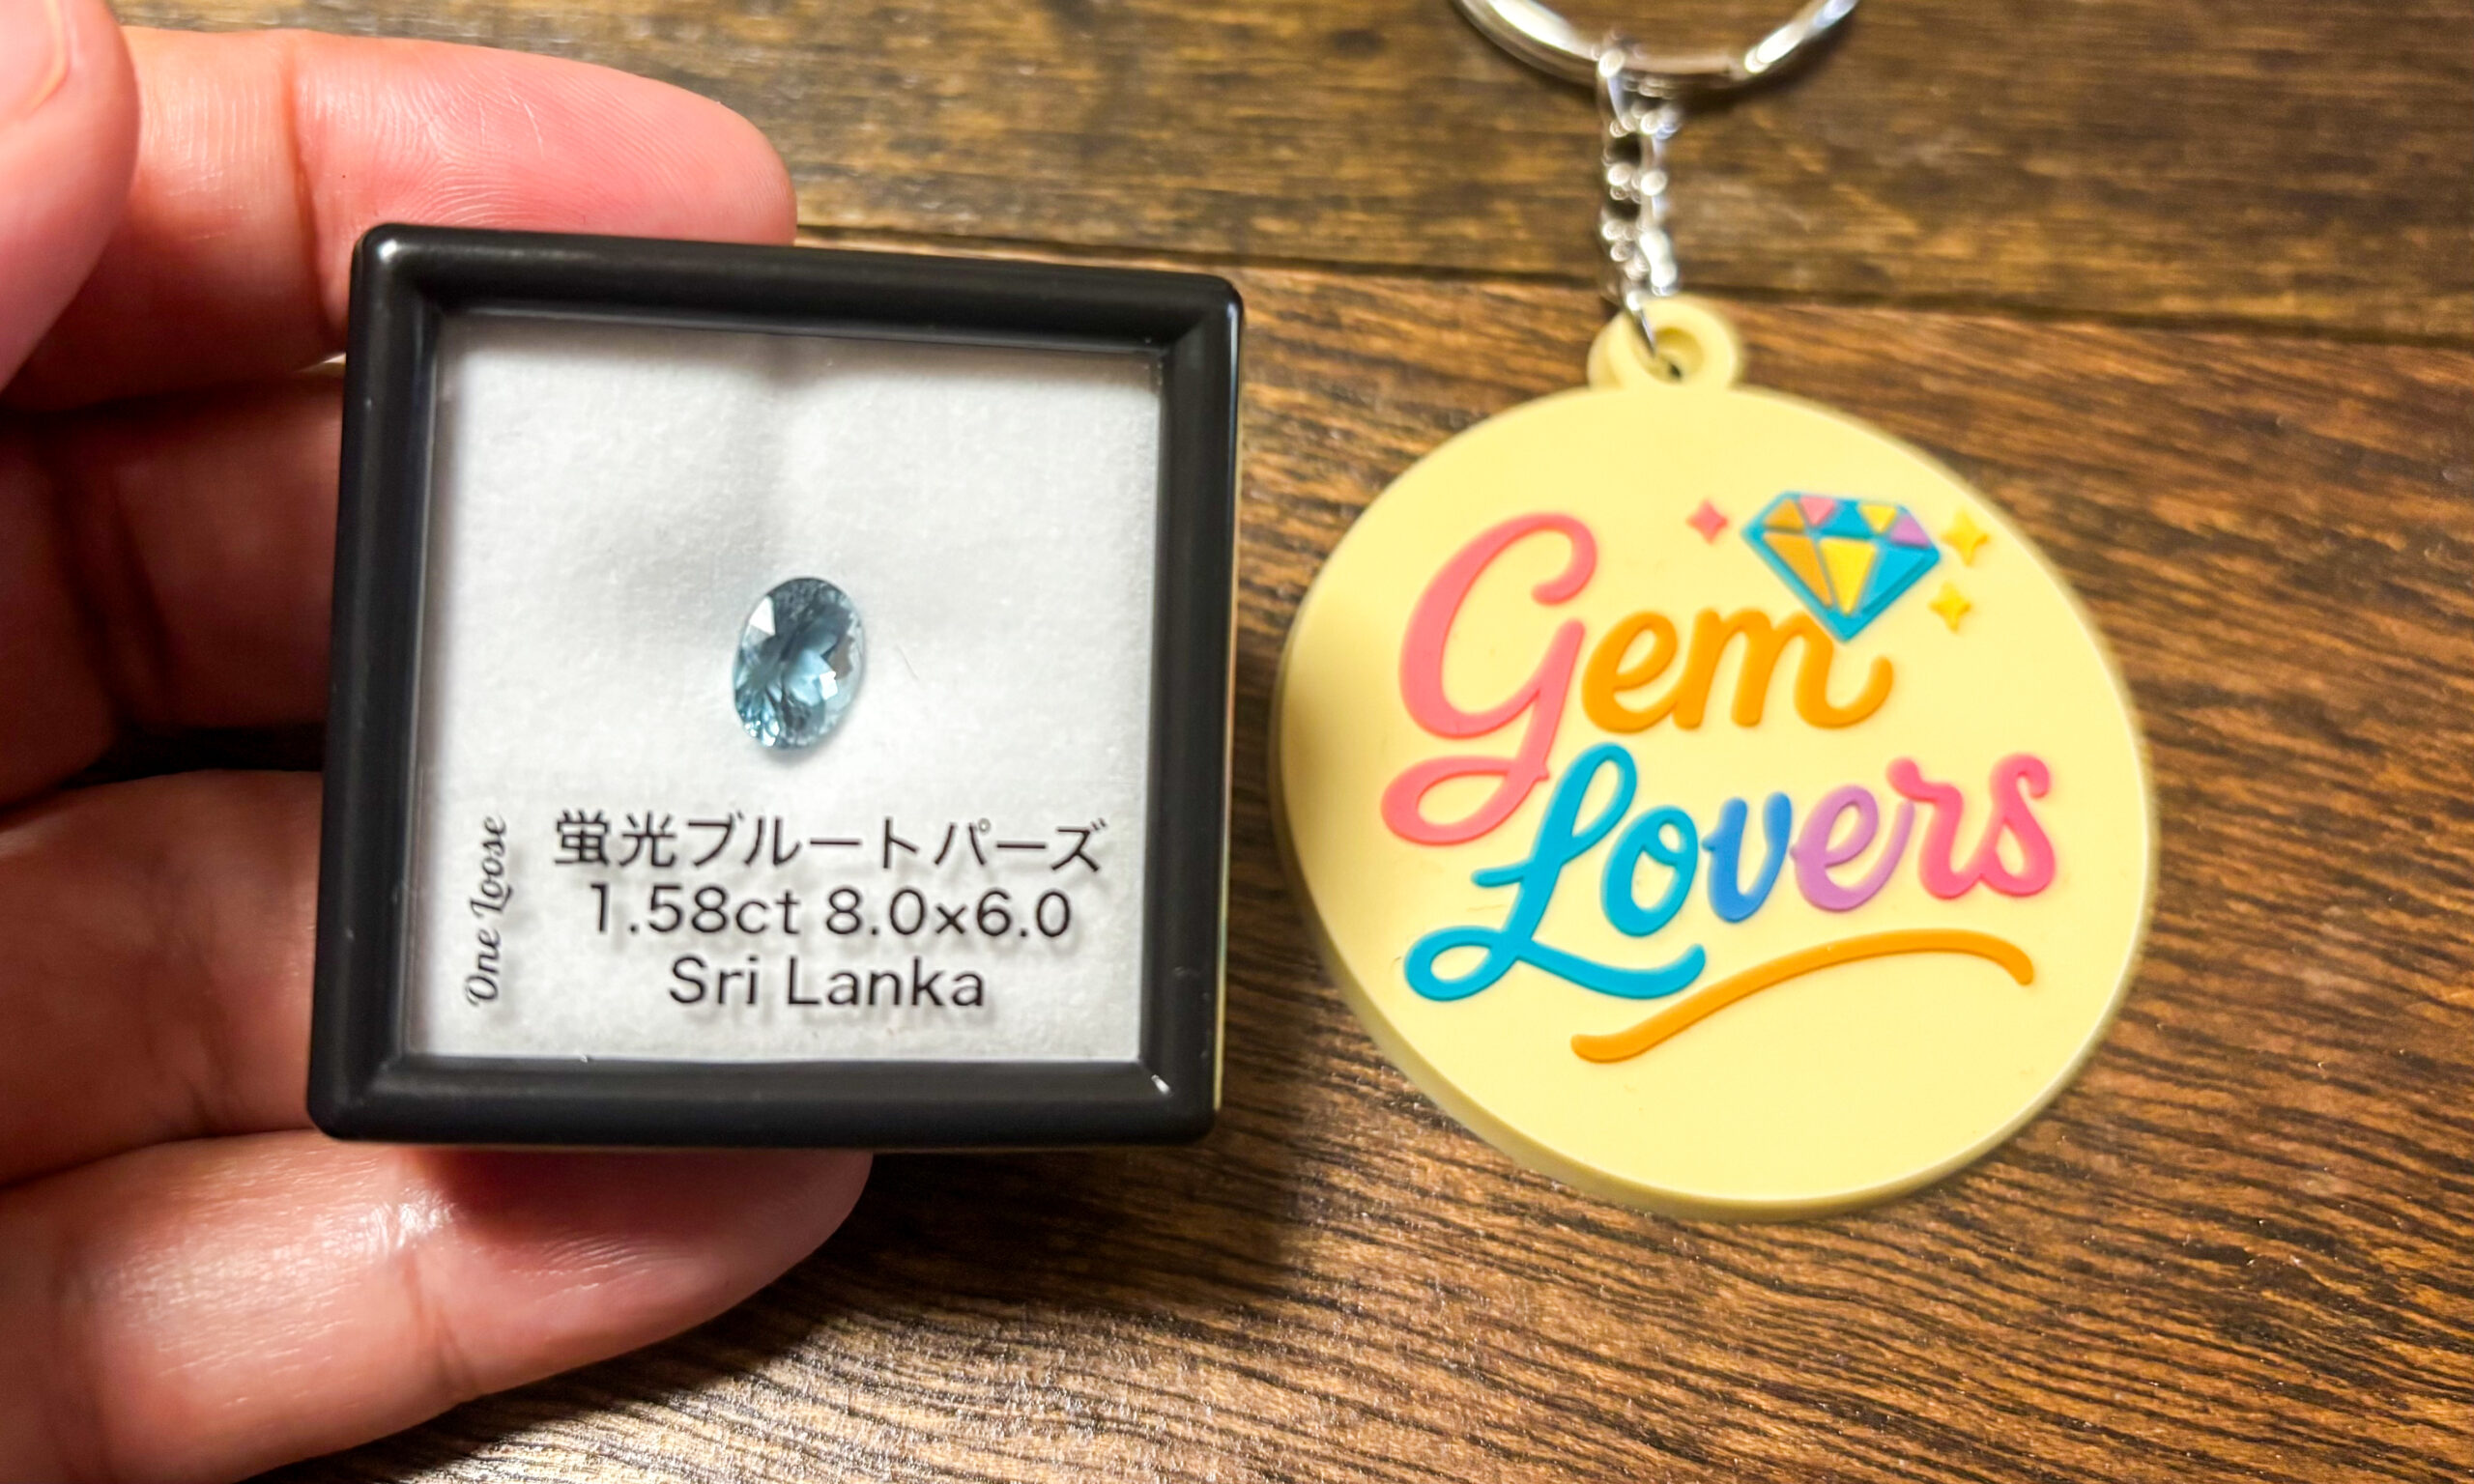 One Loose
蛍光ブルートパーズ
1.58ct 8.0×6.0
Sri Lanka
Gem
Lovers